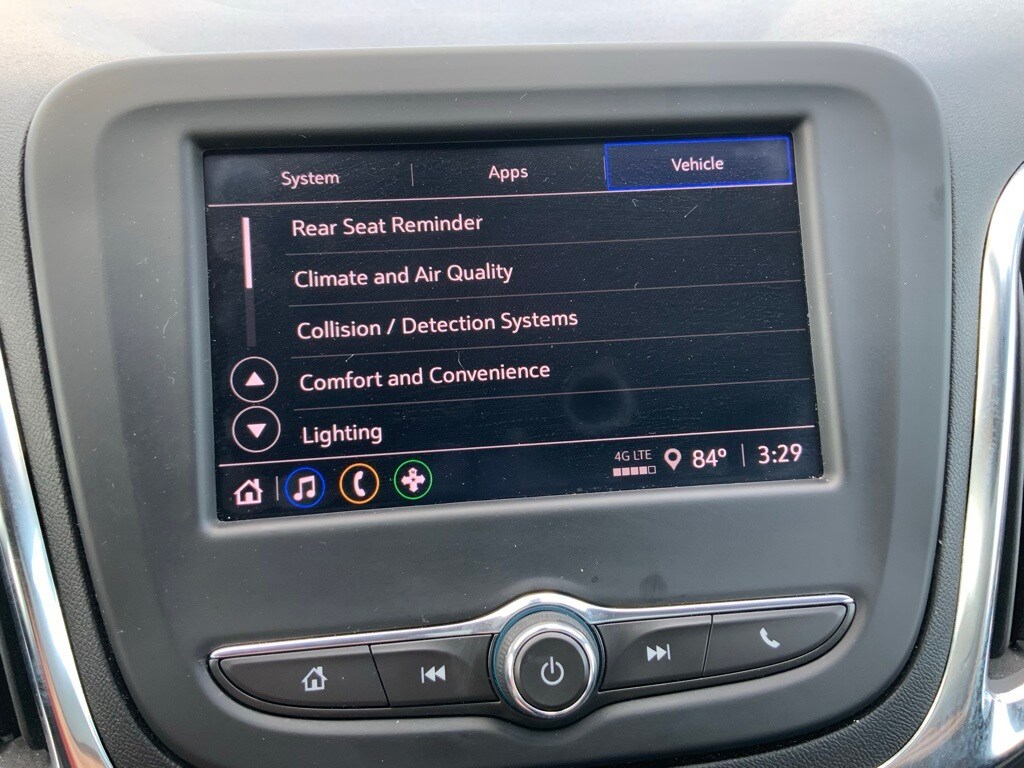 System Apps Vehicle
Rear Seat Reminder
Climate and Air Quality
Collision / Detection Systems
Comfort and Convenience
Lighting
4G LTE 84° 3:29